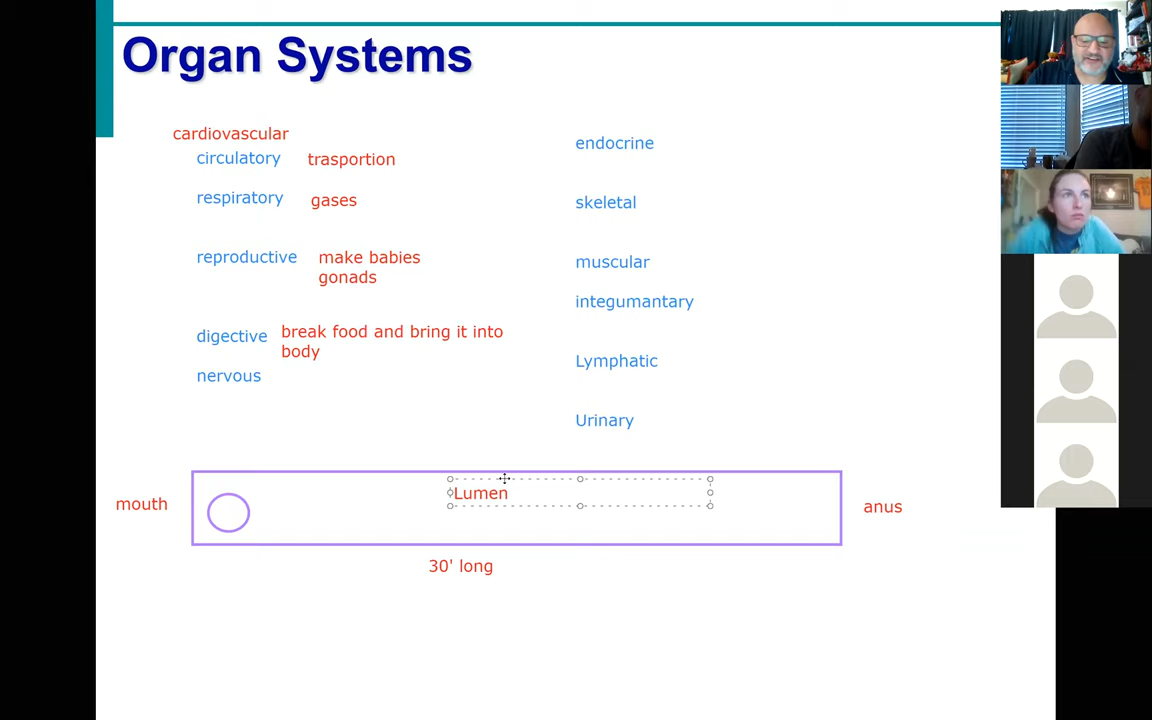 Organ Systems
cardiovascular
circulatory trasportion
respiratory gases
reproductive make babies
gonads
digective break food and bring it into
body
nervous
endocrine
skeletal
muscular
integumantary
Lymphatic
Urinary
mouth
Lumen
anus
30' long